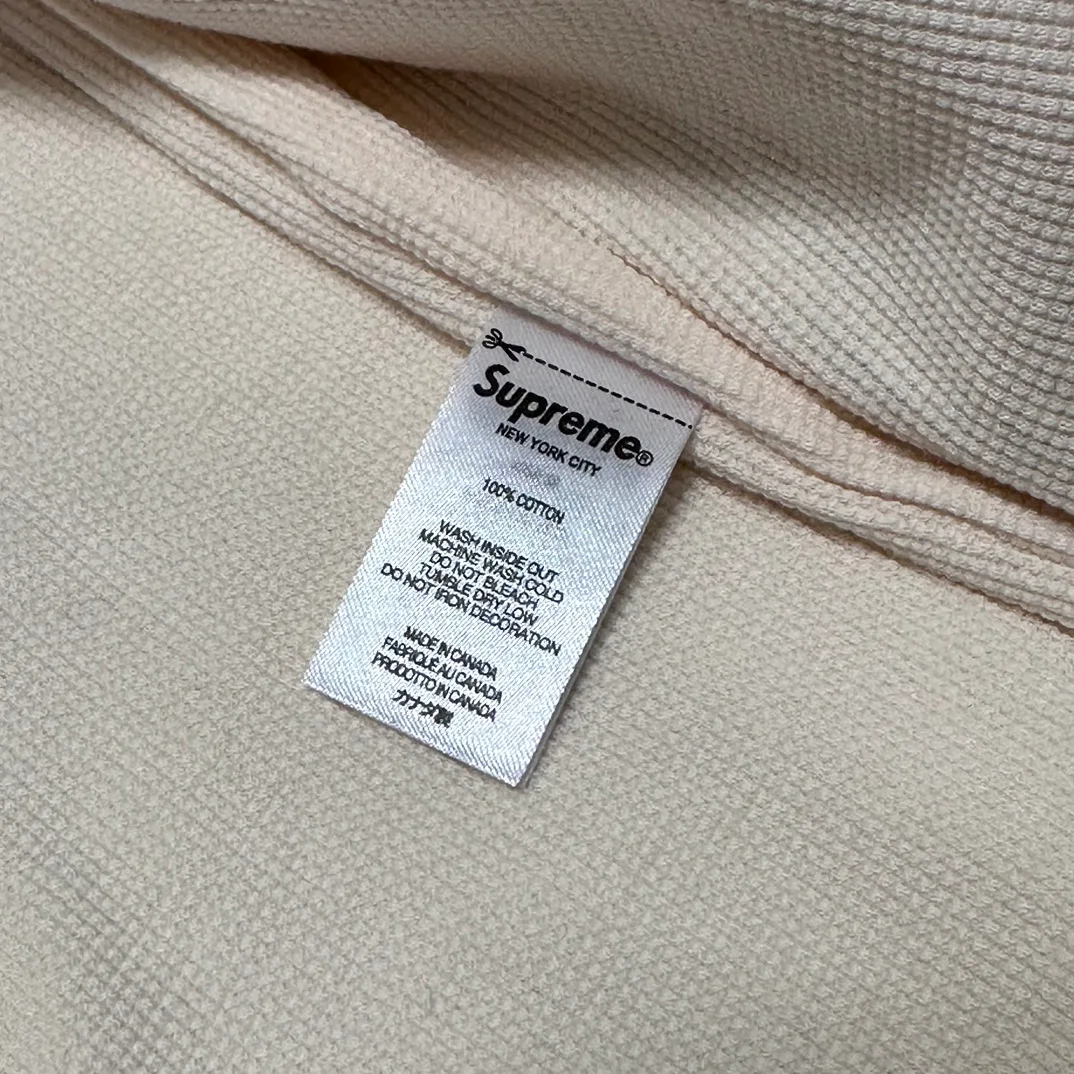 Supreme®
NEW YORK CITY
100% COTTON
WASH INSIDE OUT
MACHINE WASH COLD
DO NOT BLEACH
TUMBLE DRY LOW
DO NOT IRON DECORATION
MADE IN CANADA
FABRIQUÉ AU CANADA
PRODOTTO IN CANADA
カナダ製